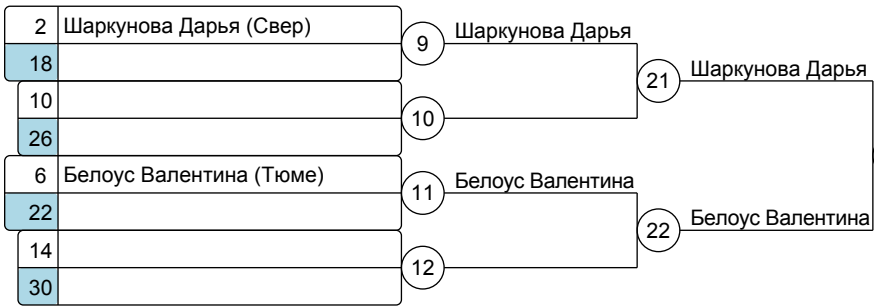 2 Шаркунова Дарья (Свер)
18
10
26
6 Белоус Валентина (Тюме)
22
14
30
9 Шаркунова Дарья
10
11 Белоус Валентина
12
21 Шаркунова Дарья
22 Белоус Валентина